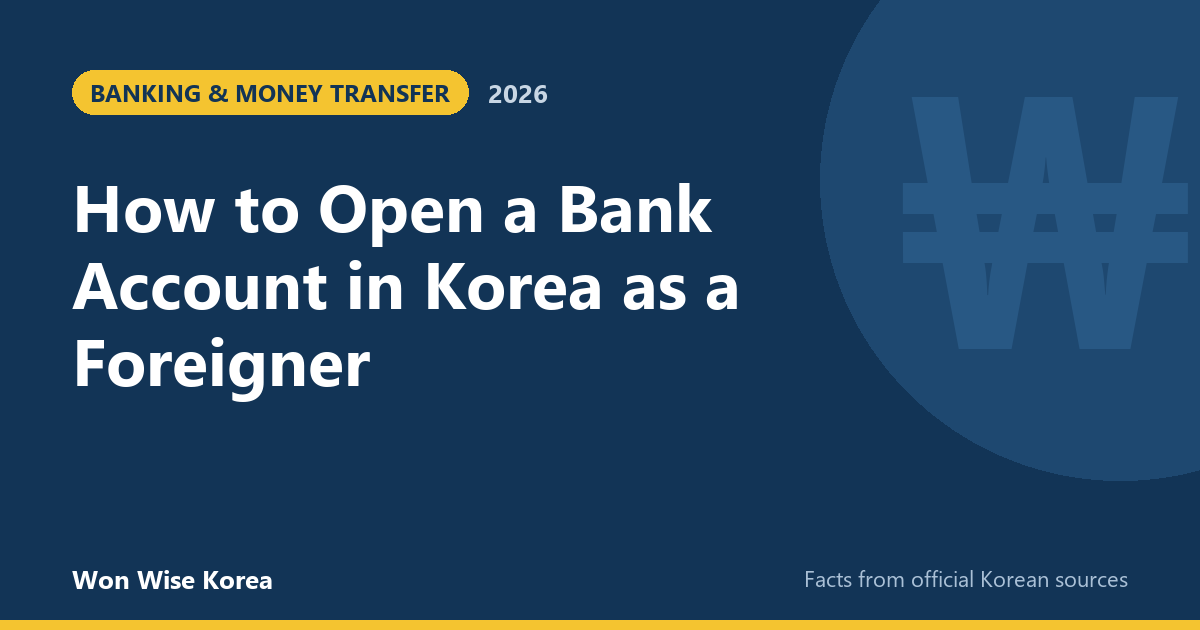 BANKING & MONEY TRANSFER 2026
How to Open a Bank
Account in Korea as a
Foreigner
Won Wise Korea
Facts from official Korean sources